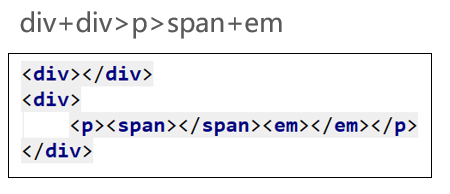 div+div>p>span+em
<div></div>
<div>
    <p><span></span><em></em></p>
</div>